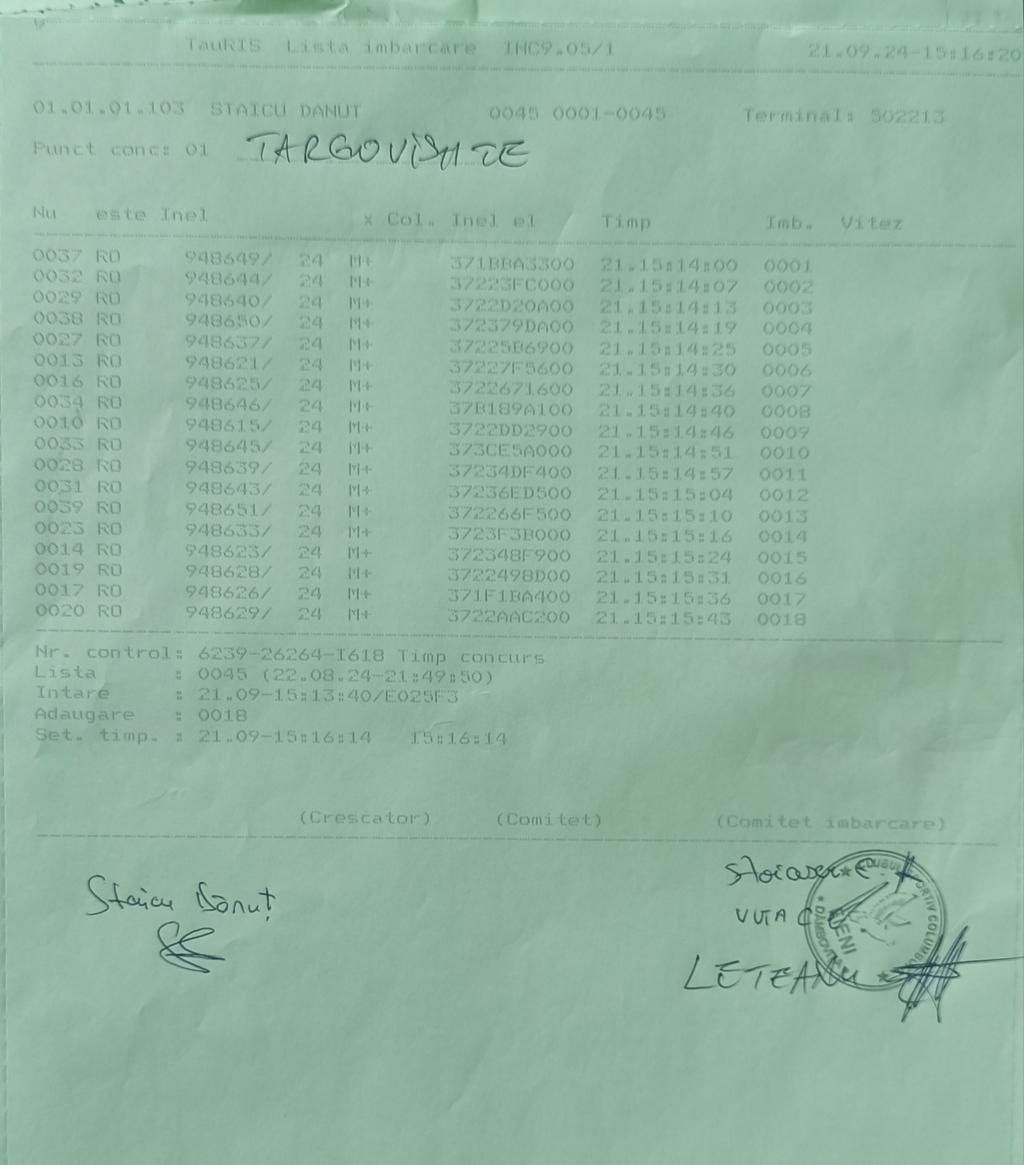 TauRIS Lista imbarcare INC9.05/1 21.09.24-15:16:20
01.01.01.103 STAICU DANUT 0045 0001-0045 Terminal: 502213
Punct conc: 01 TARGOVISHTE
Nu este Inel x Col. Inel el Timp Imb. Vitez
0037 RO 948649/ 24 M+ 371BBA3300 21.15:14:00 0001
0032 RO 948644/ 24 M+ 37223FC000 21.15:14:07 0002
0029 RO 948640/ 24 M+ 3722D20A00 21.15:14:13 0003
0038 RO 948650/ 24 M+ 372379DA00 21.15:14:19 0004
0027 RO 948637/ 24 M+ 37225B6900 21.15:14:25 0005
0013 RO 948621/ 24 M+ 37227F5600 21.15:14:30 0006
0016 RO 948625/ 24 M+ 3722671600 21.15:14:36 0007
0034 RO 948646/ 24 M+ 37B189A100 21.15:14:40 0008
0010 RO 948615/ 24 M+ 3722DD2900 21.15:14:46 0009
0033 RO 948645/ 24 M+ 373CE5A000 21.15:14:51 0010
0028 RO 948639/ 24 M+ 37234DF400 21.15:14:57 0011
0031 RO 948643/ 24 M+ 37236ED500 21.15:15:04 0012
0039 RO 948651/ 24 M+ 372266F500 21.15:15:10 0013
0023 RO 948633/ 24 M+ 3723F3B000 21.15:15:16 0014
0014 RO 948623/ 24 M+ 372348F900 21.15:15:24 0015
0019 RO 948628/ 24 M+ 3722498D00 21.15:15:31 0016
0017 RO 948626/ 24 M+ 371F1BA400 21.15:15:36 0017
0020 RO 948629/ 24 M+ 3722AAC200 21.15:15:43 0018
Nr. control: 6239-26264-I618 Timp concurs
Lista : 0045 (22.08.24-21:49:50)
Intare : 21.09-15:13:40/E025F3
Adaugare : 0018
Set. timp. : 21.09-15:16:14 15:16:14
(Crescator) (Comitet) (Comitet imbarcare)
Staicu Danuț
VUTA C
LETEANU
DAMBOVITA